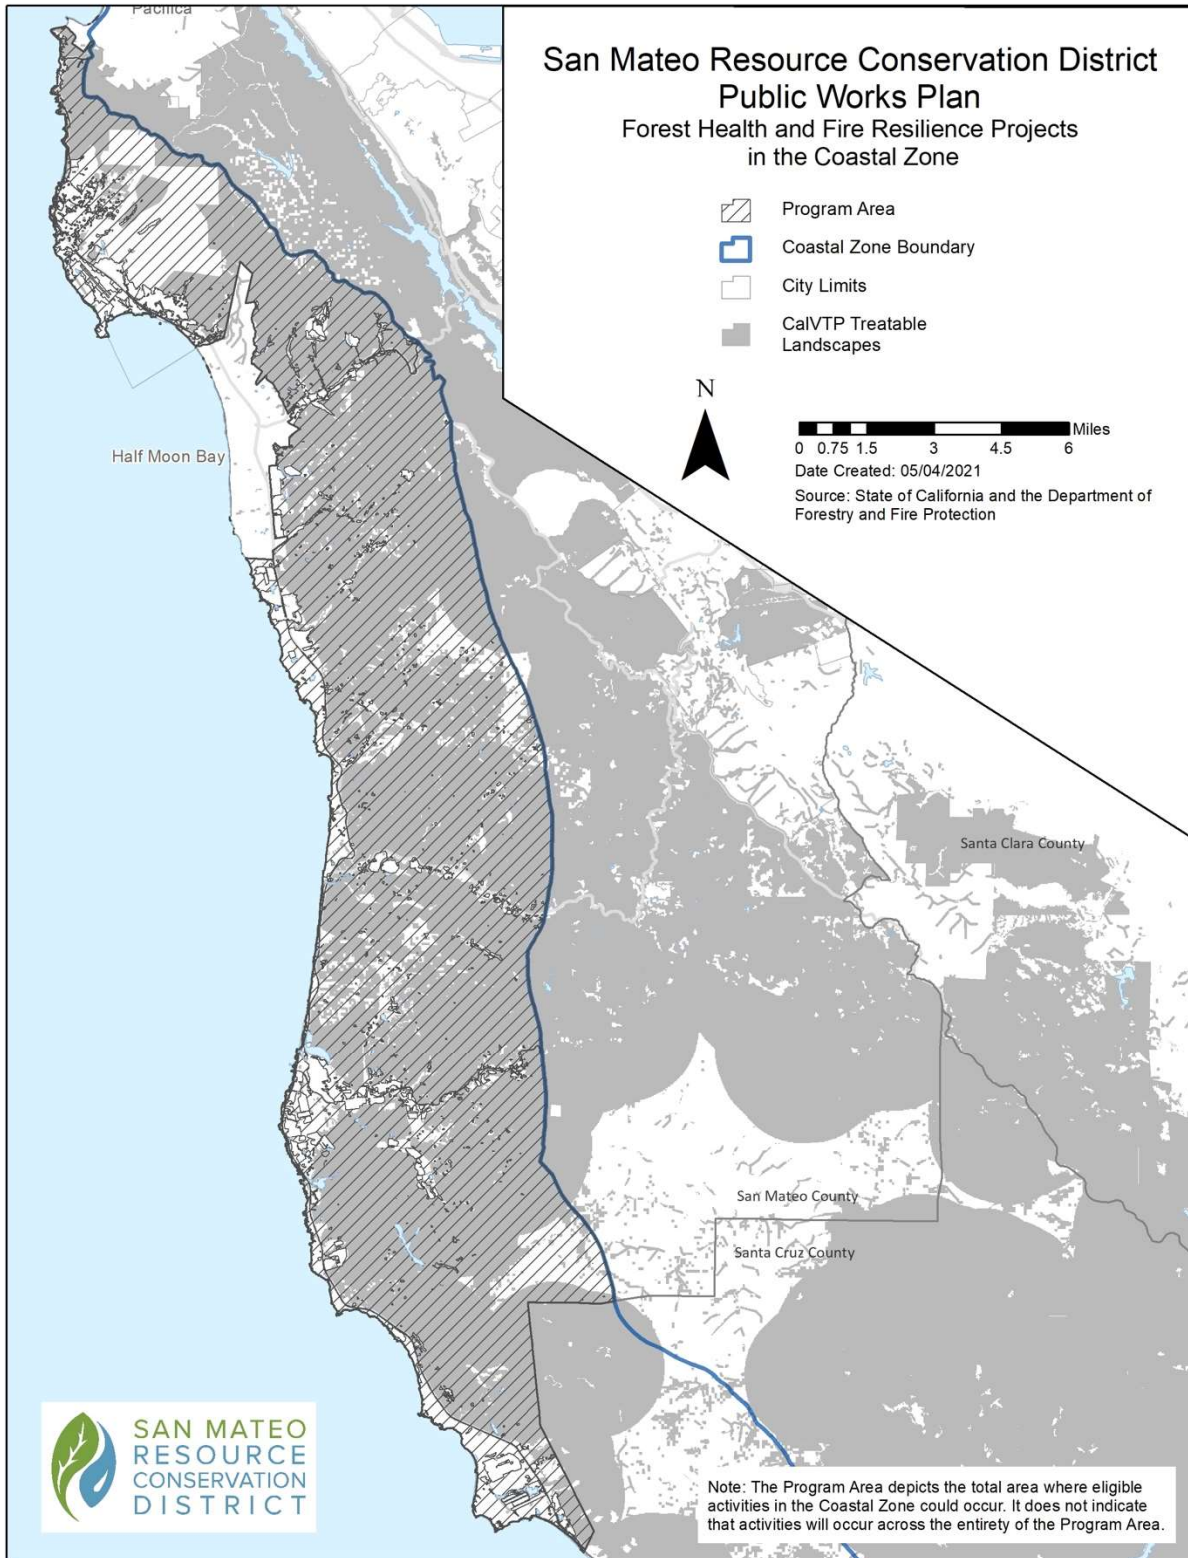 Pacifica
San Mateo Resource Conservation District
Public Works Plan
Forest Health and Fire Resilience Projects
in the Coastal Zone
Program Area
Coastal Zone Boundary
City Limits
CalVTP Treatable
Landscapes
N
Miles
0 0.75 1.5 3 4.5 6
Date Created: 05/04/2021
Source: State of California and the Department of
Forestry and Fire Protection
Half Moon Bay
Santa Clara County
San Mateo County
Santa Cruz County
SAN MATEO
RESOURCE
CONSERVATION
DISTRICT
Note: The Program Area depicts the total area where eligible
activities in the Coastal Zone could occur. It does not indicate
that activities will occur across the entirety of the Program Area.